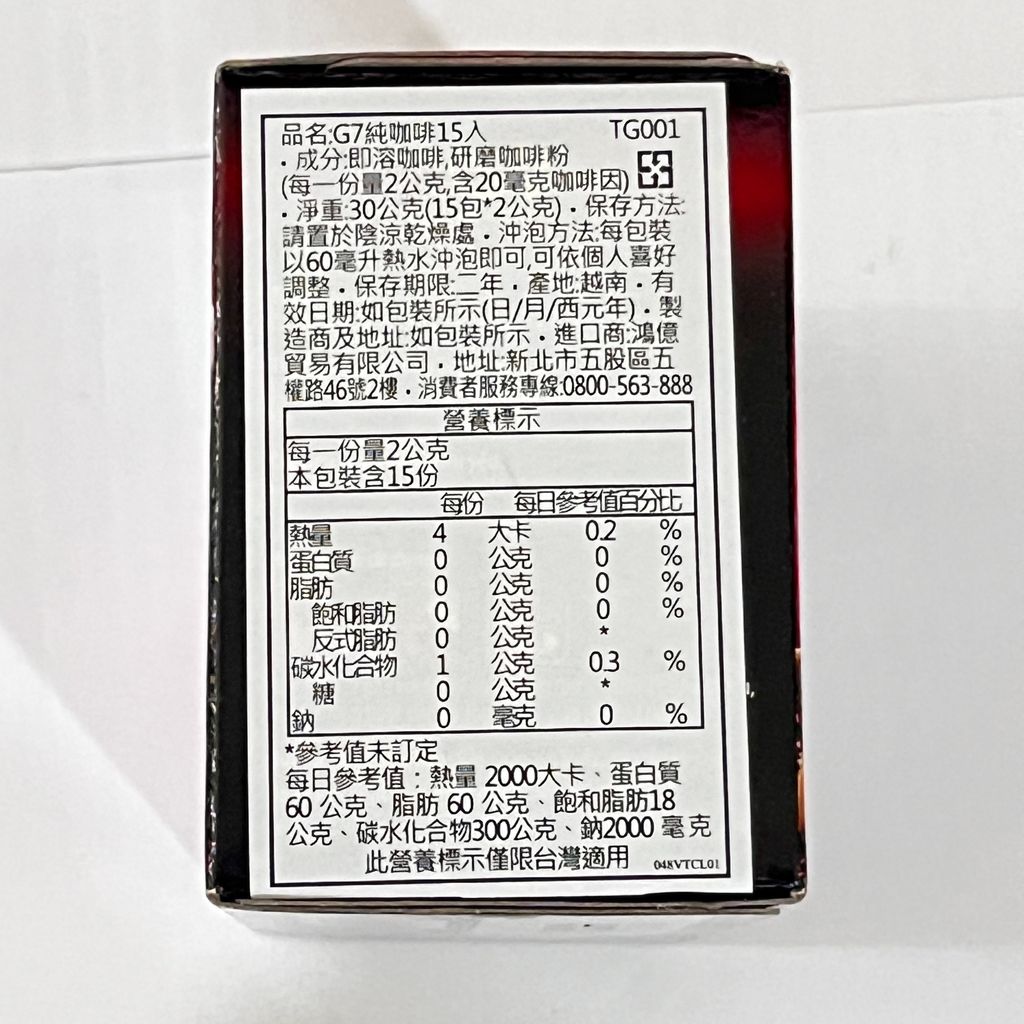 品名:G7純咖啡15入 TG001
・成分:即溶咖啡,研磨咖啡粉
(每一份量2公克,含20毫克咖啡因)
・淨重:30公克(15包*2公克)・保存方法:
請置於陰涼乾燥處・沖泡方法:每包裝
以60毫升熱水沖泡即可,可依個人喜好
調整・保存期限:二年・產地:越南・有
效日期:如包裝所示(日/月/西元年)・製
造商及地址:如包裝所示・進口商:鴻億
貿易有限公司・地址:新北市五股區五
權路46號2樓・消費者服務專線:0800-563-888
營養標示
每一份量2公克
本包裝含15份
每份 每日參考值百分比
熱量 4 大卡 0.2 %
蛋白質 0 公克 0 %
脂肪 0 公克 0 %
飽和脂肪 0 公克 0 %
反式脂肪 0 公克 *
碳水化合物 1 公克 0.3 %
糖 0 公克 *
鈉 0 毫克 0 %
*參考值未訂定
每日參考值：熱量 2000大卡、蛋白質
60 公克、脂肪 60 公克、飽和脂肪18
公克、碳水化合物300公克、鈉2000 毫克
此營養標示僅限台灣適用 048VTCL01